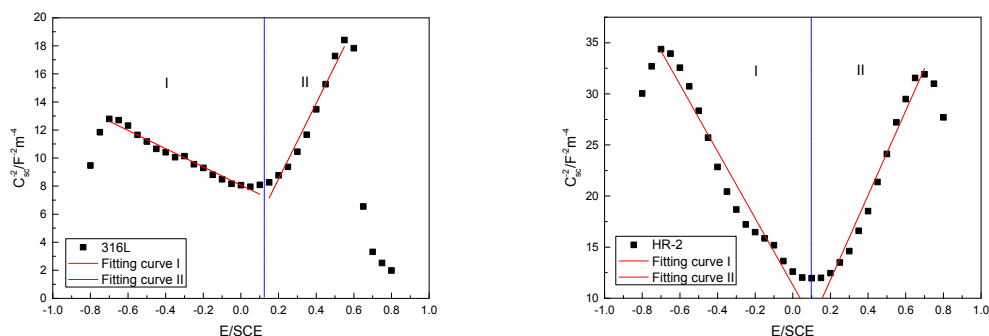 20
18
16
14
12
10
8
6
4
2
0
C_sc^-2/F^-2m^-4
I
II
316L
Fitting curve I
Fitting curve II
-1.0 -0.8 -0.6 -0.4 -0.2 0.0 0.2 0.4 0.6 0.8 1.0
E/SCE
35
30
25
20
15
10
C_sc^-2/F^-2m^-4
I
II
HR-2
Fitting curve I
Fitting curve II
-1.0 -0.8 -0.6 -0.4 -0.2 0.0 0.2 0.4 0.6 0.8 1.0
E/SCE